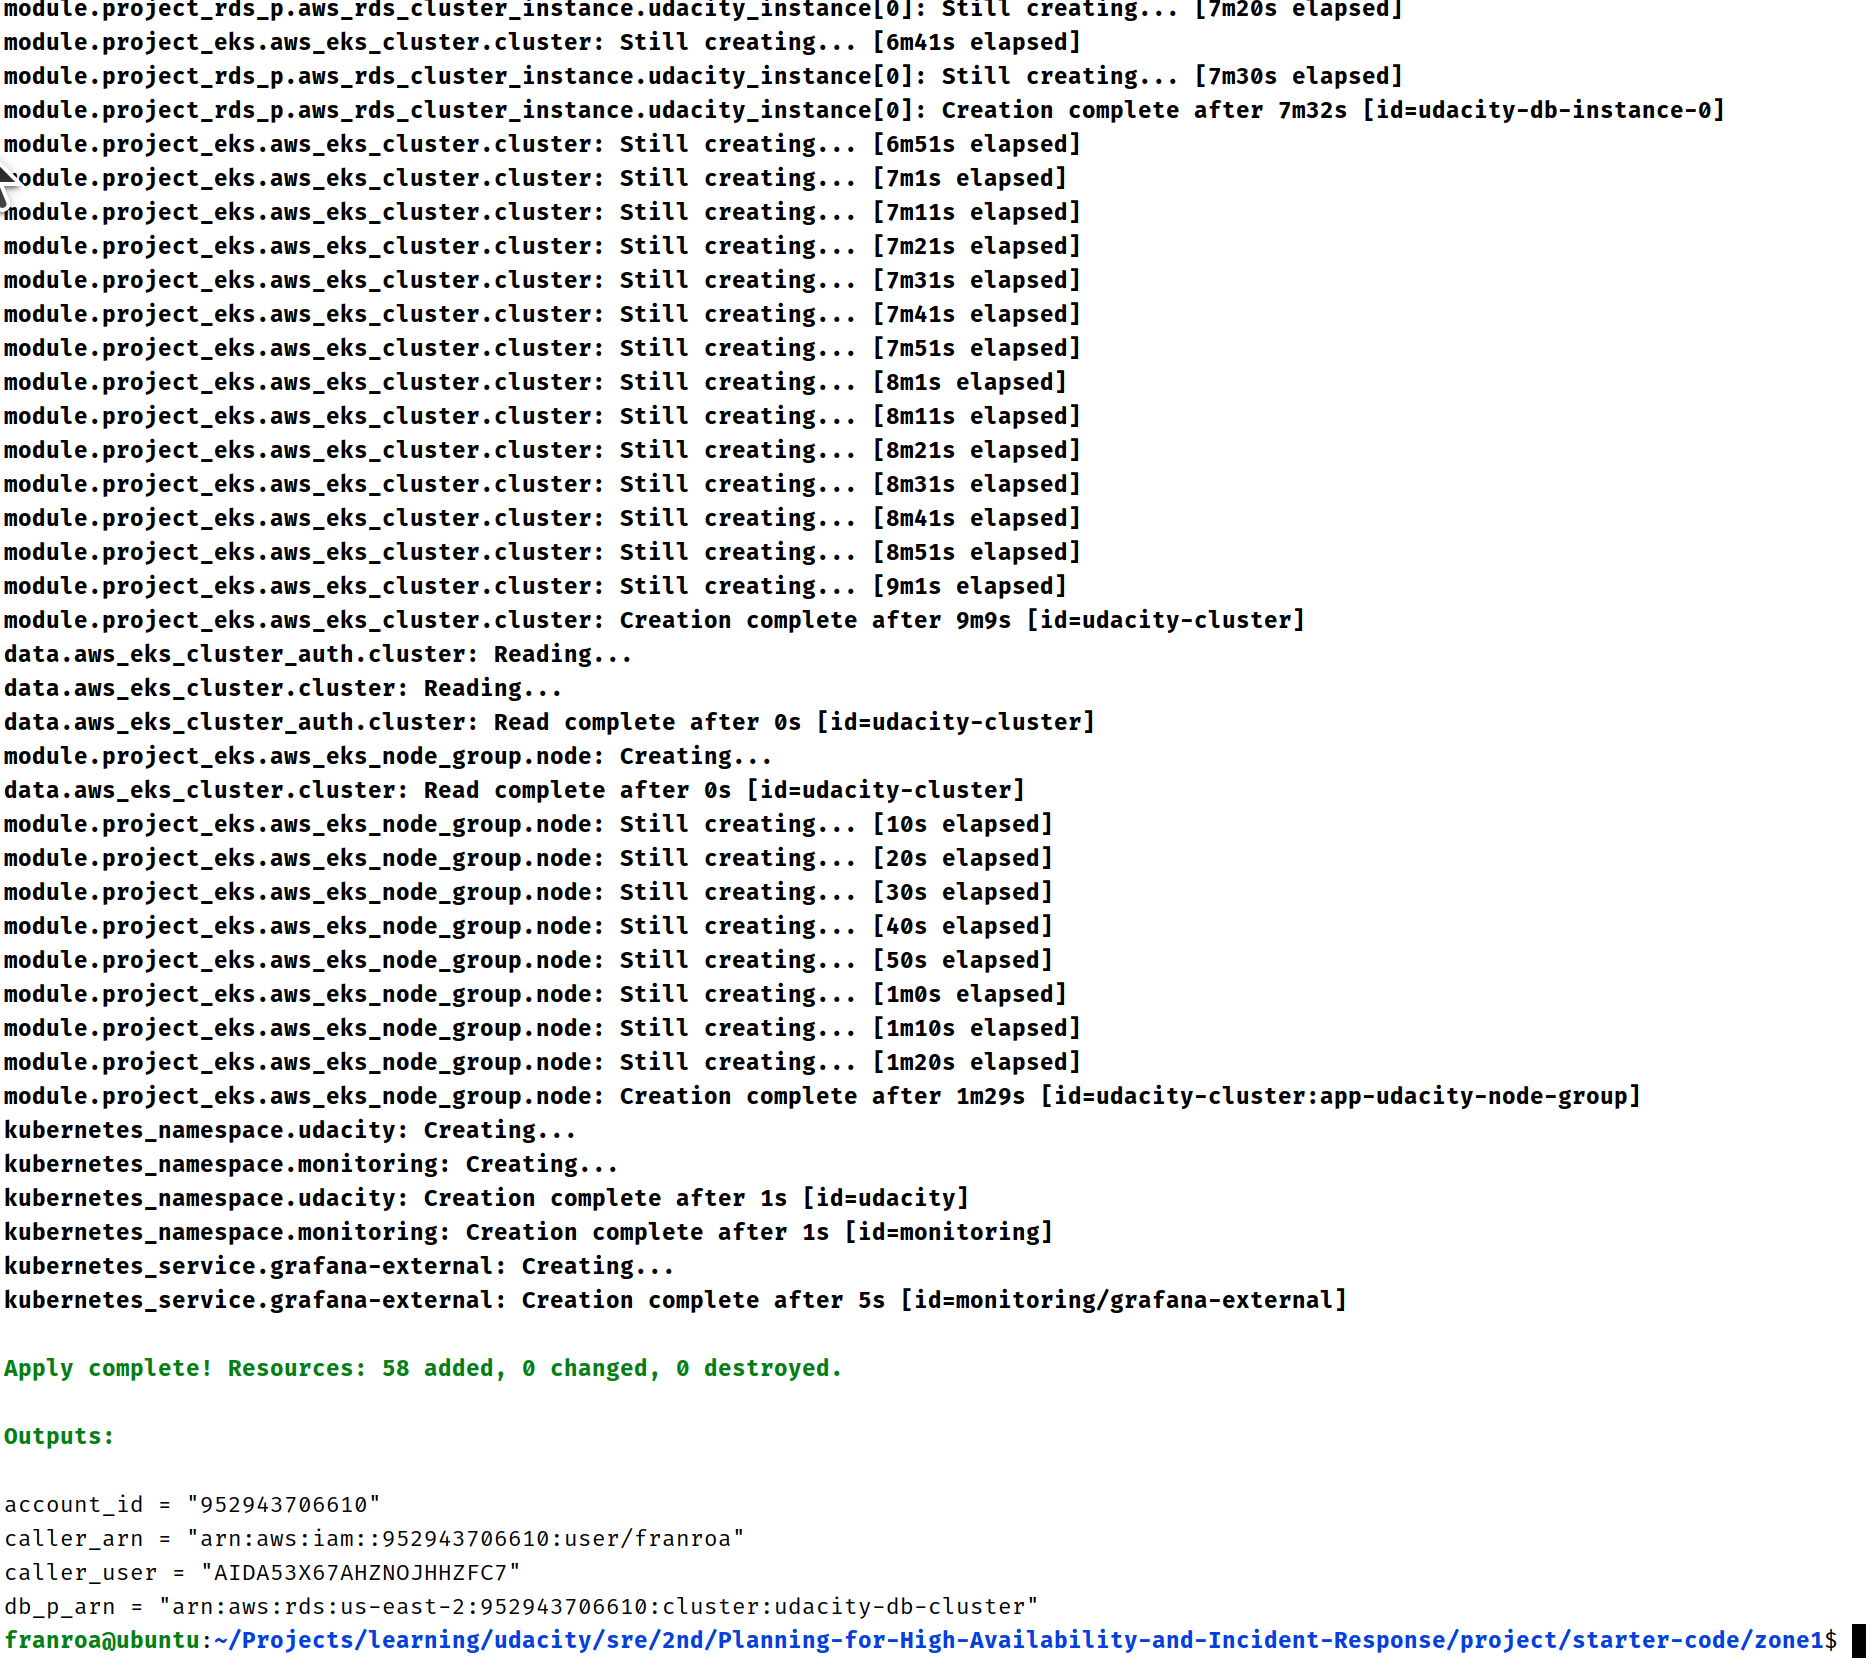 module.project_rds_p.aws_rds_cluster_instance.udacity_instance[0]: Still creating... [7m20s elapsed]
module.project_eks.aws_eks_cluster.cluster: Still creating... [6m41s elapsed]
module.project_rds_p.aws_rds_cluster_instance.udacity_instance[0]: Still creating... [7m30s elapsed]
module.project_rds_p.aws_rds_cluster_instance.udacity_instance[0]: Creation complete after 7m32s [id=udacity-db-instance-0]
module.project_eks.aws_eks_cluster.cluster: Still creating... [6m51s elapsed]
module.project_eks.aws_eks_cluster.cluster: Still creating... [7m1s elapsed]
module.project_eks.aws_eks_cluster.cluster: Still creating... [7m11s elapsed]
module.project_eks.aws_eks_cluster.cluster: Still creating... [7m21s elapsed]
module.project_eks.aws_eks_cluster.cluster: Still creating... [7m31s elapsed]
module.project_eks.aws_eks_cluster.cluster: Still creating... [7m41s elapsed]
module.project_eks.aws_eks_cluster.cluster: Still creating... [7m51s elapsed]
module.project_eks.aws_eks_cluster.cluster: Still creating... [8m1s elapsed]
module.project_eks.aws_eks_cluster.cluster: Still creating... [8m11s elapsed]
module.project_eks.aws_eks_cluster.cluster: Still creating... [8m21s elapsed]
module.project_eks.aws_eks_cluster.cluster: Still creating... [8m31s elapsed]
module.project_eks.aws_eks_cluster.cluster: Still creating... [8m41s elapsed]
module.project_eks.aws_eks_cluster.cluster: Still creating... [8m51s elapsed]
module.project_eks.aws_eks_cluster.cluster: Still creating... [9m1s elapsed]
module.project_eks.aws_eks_cluster.cluster: Creation complete after 9m9s [id=udacity-cluster]
data.aws_eks_cluster_auth.cluster: Reading...
data.aws_eks_cluster.cluster: Reading...
data.aws_eks_cluster_auth.cluster: Read complete after 0s [id=udacity-cluster]
module.project_eks.aws_eks_node_group.node: Creating...
data.aws_eks_cluster.cluster: Read complete after 0s [id=udacity-cluster]
module.project_eks.aws_eks_node_group.node: Still creating... [10s elapsed]
module.project_eks.aws_eks_node_group.node: Still creating... [20s elapsed]
module.project_eks.aws_eks_node_group.node: Still creating... [30s elapsed]
module.project_eks.aws_eks_node_group.node: Still creating... [40s elapsed]
module.project_eks.aws_eks_node_group.node: Still creating... [50s elapsed]
module.project_eks.aws_eks_node_group.node: Still creating... [1m0s elapsed]
module.project_eks.aws_eks_node_group.node: Still creating... [1m10s elapsed]
module.project_eks.aws_eks_node_group.node: Still creating... [1m20s elapsed]
module.project_eks.aws_eks_node_group.node: Creation complete after 1m29s [id=udacity-cluster:app-udacity-node-group]
kubernetes_namespace.udacity: Creating...
kubernetes_namespace.monitoring: Creating...
kubernetes_namespace.udacity: Creation complete after 1s [id=udacity]
kubernetes_namespace.monitoring: Creation complete after 1s [id=monitoring]
kubernetes_service.grafana-external: Creating...
kubernetes_service.grafana-external: Creation complete after 5s [id=monitoring/grafana-external]
Apply complete! Resources: 58 added, 0 changed, 0 destroyed.
Outputs:
account_id = "952943706610"
caller_arn = "arn:aws:iam::952943706610:user/franroa"
caller_user = "AIDA53X67AHZNOJHHZFC7"
db_p_arn = "arn:aws:rds:us-east-2:952943706610:cluster:udacity-db-cluster"
franroa@ubuntu:~/Projects/learning/udacity/sre/2nd/Planning-for-High-Availability-and-Incident-Response/project/starter-code/zone1$